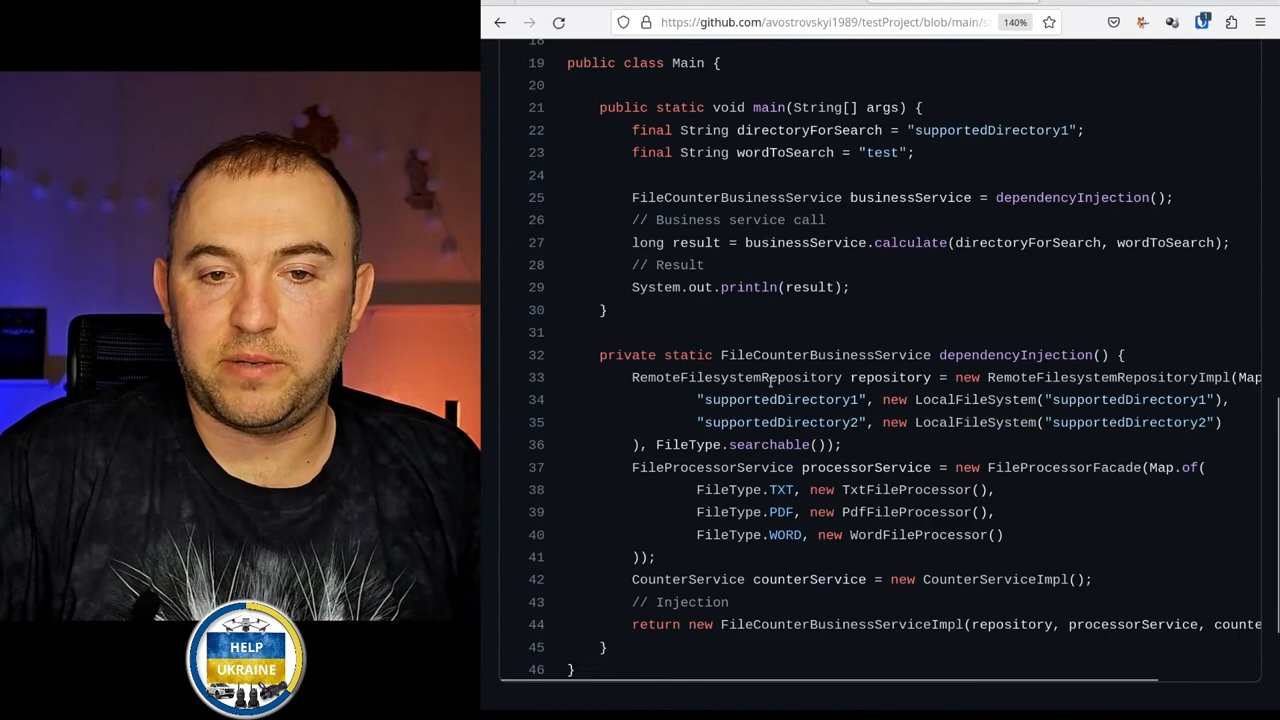 https://github.com/avostrovskyi1989/testProject/blob/main/s
140%
1
18
19 public class Main {
20
21 public static void main(String[] args) {
22 final String directoryForSearch = "supportedDirectory1";
23 final String wordToSearch = "test";
24
25 FileCounterBusinessService businessService = dependencyInjection();
26 // Business service call
27 long result = businessService.calculate(directoryForSearch, wordToSearch);
28 // Result
29 System.out.println(result);
30 }
31
32 private static FileCounterBusinessService dependencyInjection() {
33 RemoteFilesystemRepository repository = new RemoteFilesystemRepositoryImpl(Map
34 "supportedDirectory1", new LocalFileSystem("supportedDirectory1"),
35 "supportedDirectory2", new LocalFileSystem("supportedDirectory2")
36 ), FileType.searchable());
37 FileProcessorService processorService = new FileProcessorFacade(Map.of(
38 FileType.TXT, new TxtFileProcessor(),
39 FileType.PDF, new PdfFileProcessor(),
40 FileType.WORD, new WordFileProcessor()
41 ));
42 CounterService counterService = new CounterServiceImpl();
43 // Injection
44 return new FileCounterBusinessServiceImpl(repository, processorService, counte
45 }
46 }
HELP
UKRAINE